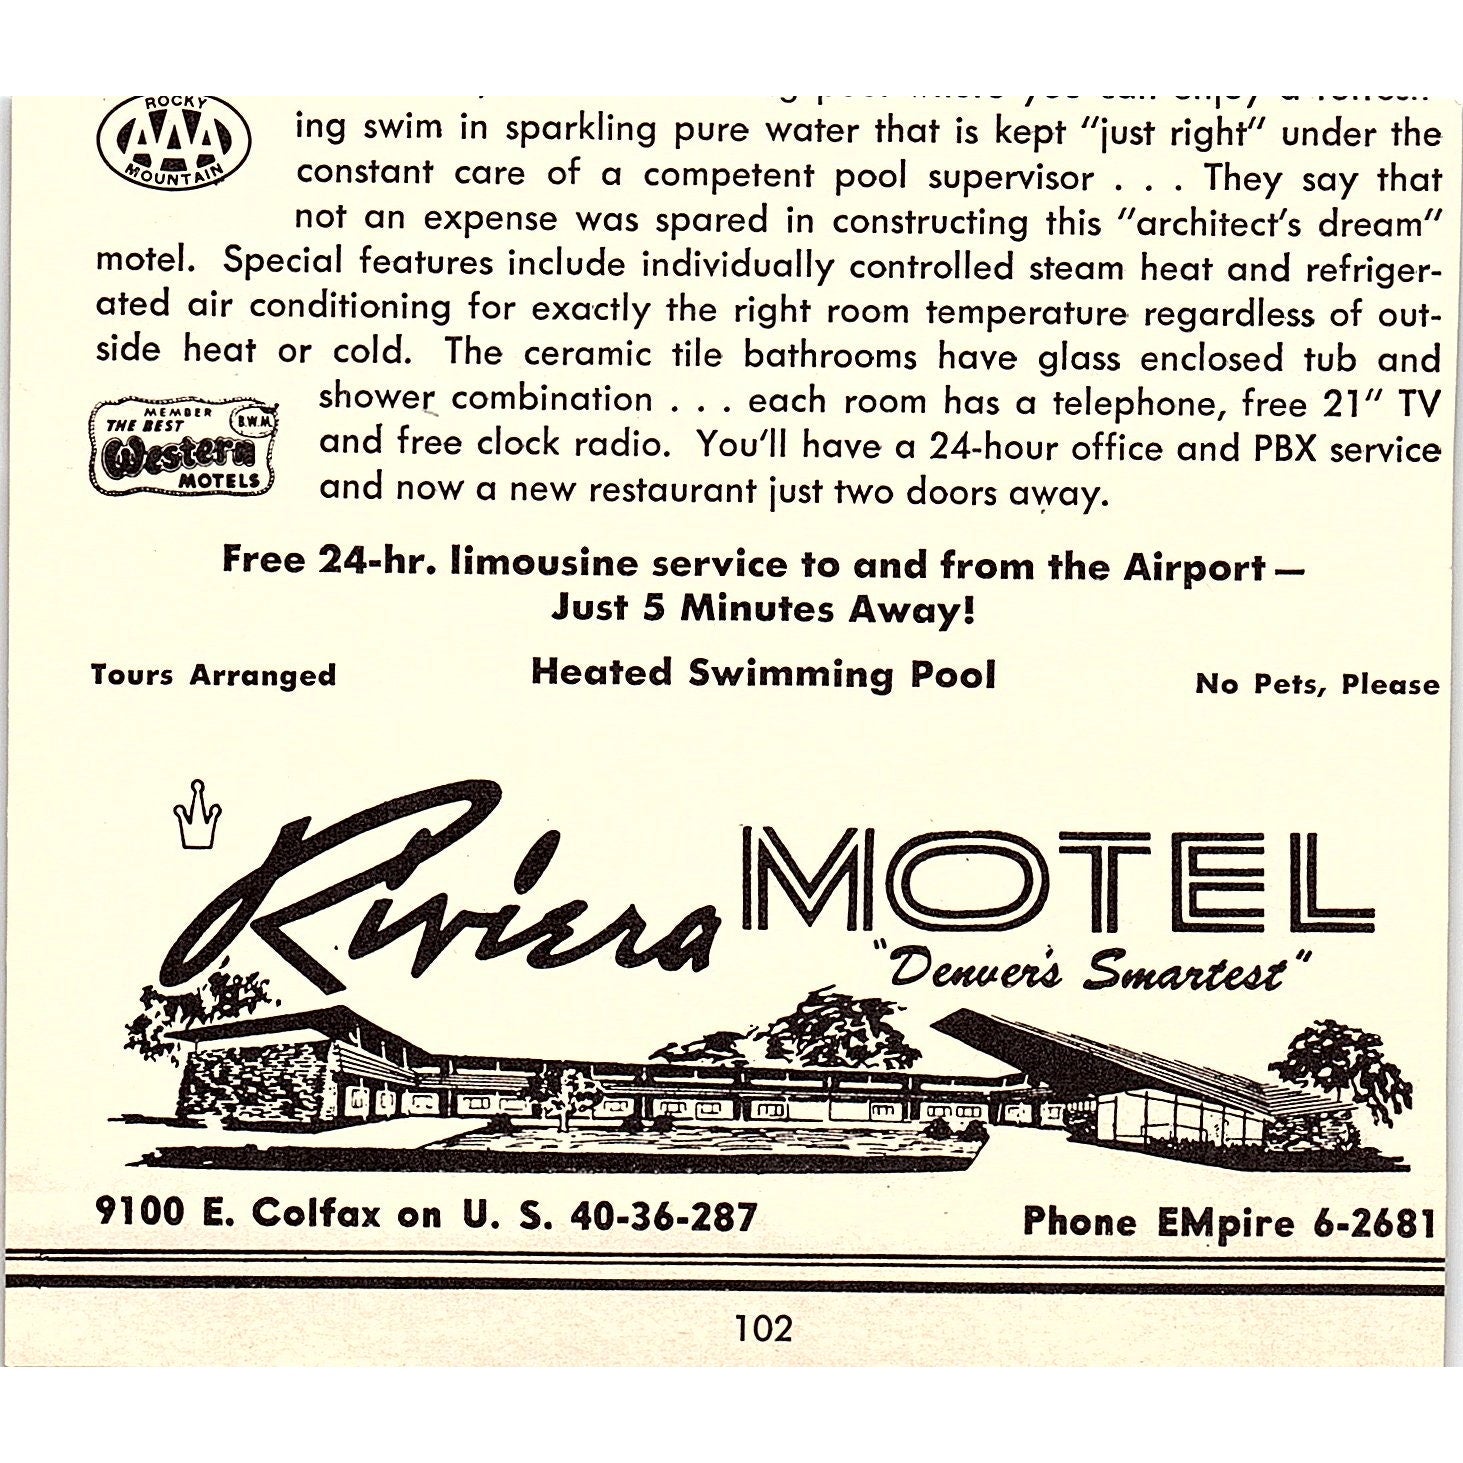 ROCKY
AAA
MOUNTAIN
ing swim in sparkling pure water that is kept "just right" under the
constant care of a competent pool supervisor . . . They say that
not an expense was spared in constructing this "architect's dream"
motel. Special features include individually controlled steam heat and refriger-
ated air conditioning for exactly the right room temperature regardless of out-
side heat or cold. The ceramic tile bathrooms have glass enclosed tub and
shower combination . . . each room has a telephone, free 21" TV
and free clock radio. You'll have a 24-hour office and PBX service
and now a new restaurant just two doors away.
MEMBER
THE BEST
B.W.M.
Western
MOTELS
Free 24-hr. limousine service to and from the Airport—
Just 5 Minutes Away!
Tours Arranged Heated Swimming Pool No Pets, Please
Riviera MOTEL
"Denver's Smartest"
9100 E. Colfax on U. S. 40-36-287 Phone EMpire 6-2681
102